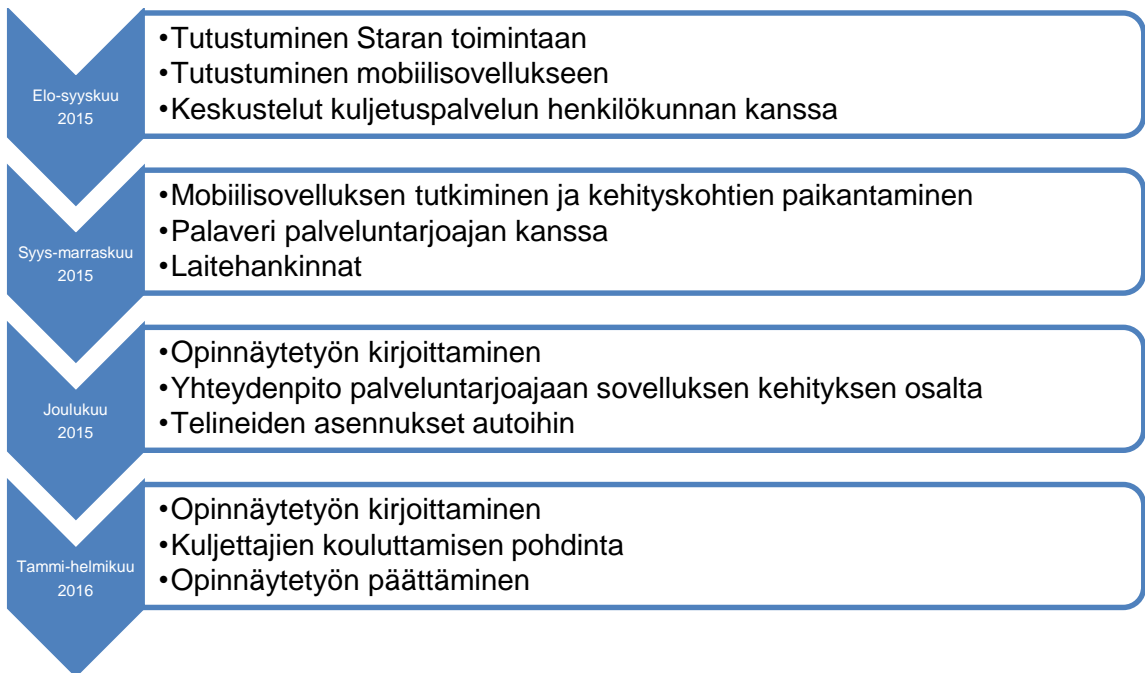 Elo-syyskuu
2015
•Tutustuminen Staran toimintaan
•Tutustuminen mobiilisovellukseen
•Keskustelut kuljetuspalvelun henkilökunnan kanssa
Syys-marraskuu
2015
•Mobiilisovelluksen tutkiminen ja kehityskohtien paikantaminen
•Palaveri palveluntarjoajan kanssa
•Laitehankinnat
Joulukuu
2015
•Opinnäytetyön kirjoittaminen
•Yhteydenpito palveluntarjoajaan sovelluksen kehityksen osalta
•Telineiden asennukset autoihin
Tammi-helmikuu
2016
•Opinnäytetyön kirjoittaminen
•Kuljettajien kouluttamisen pohdinta
•Opinnäytetyön päättäminen